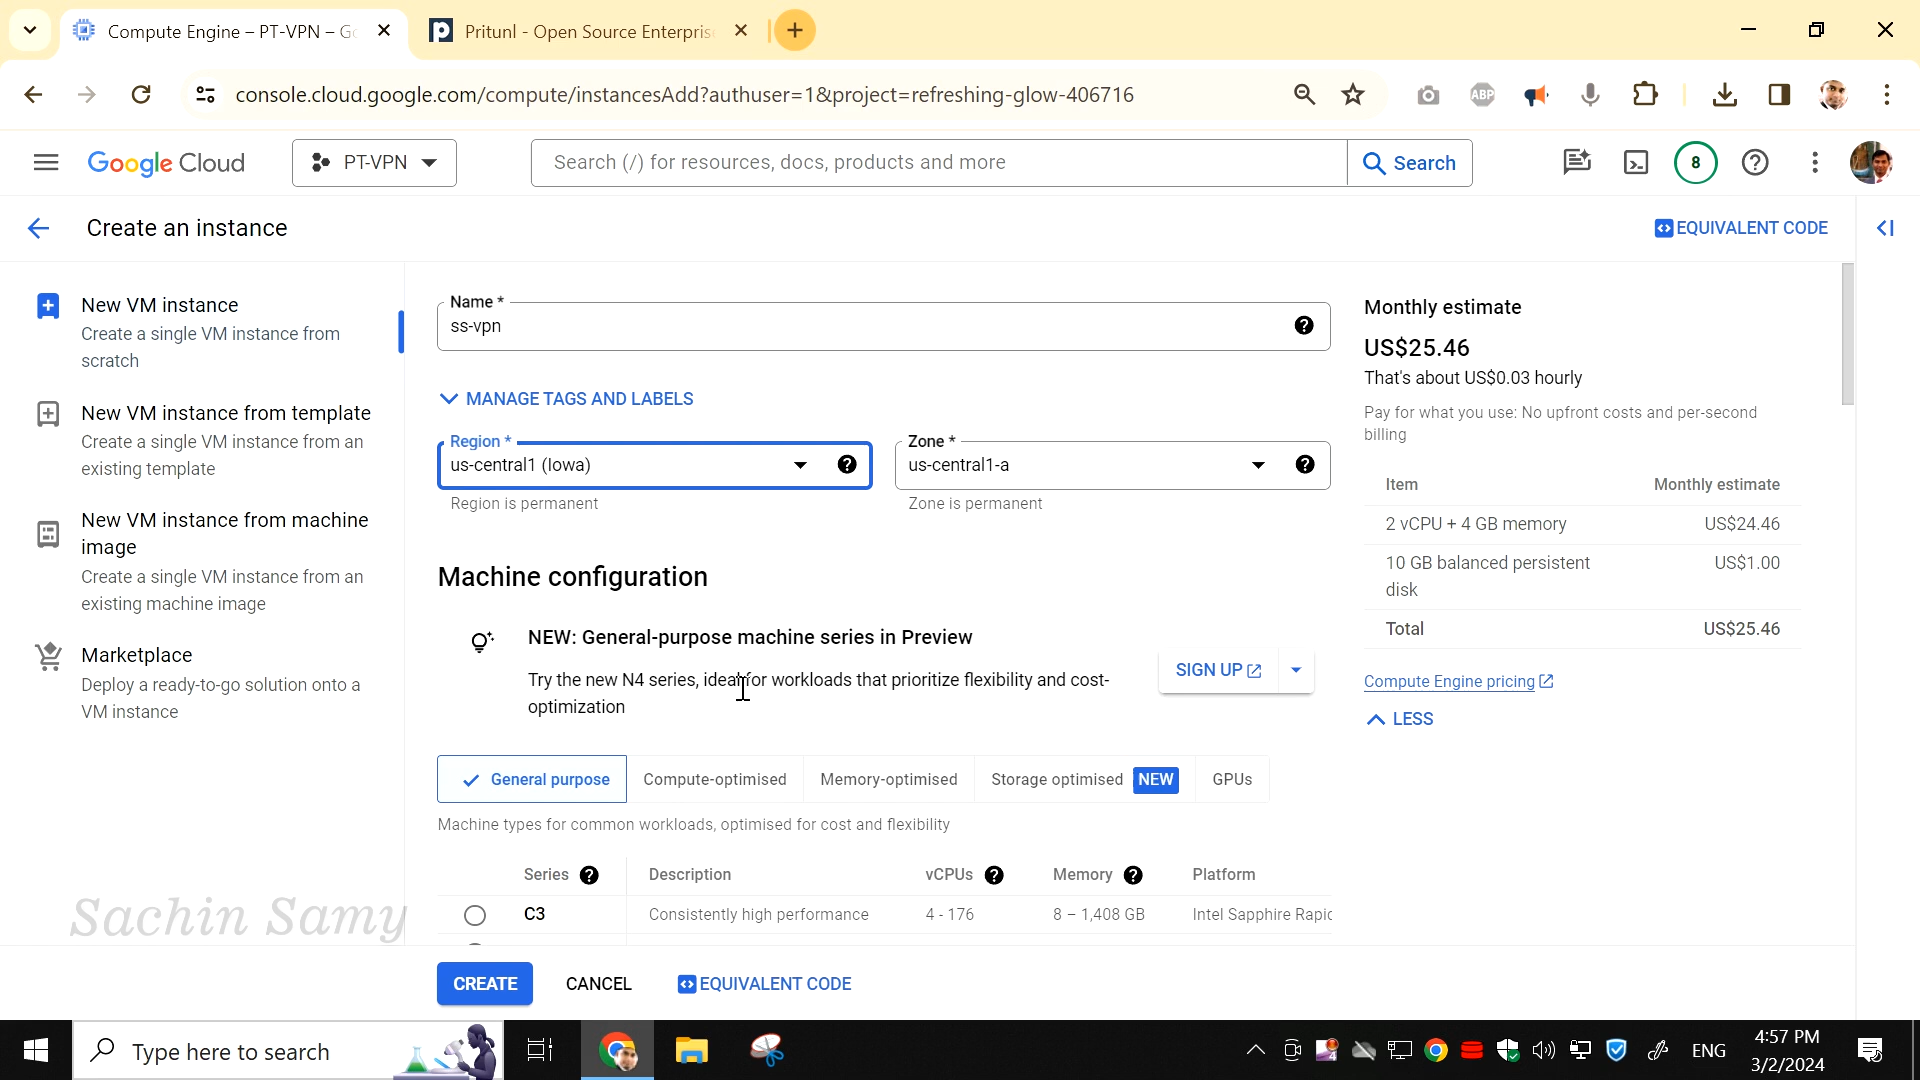 Compute Engine – PT-VPN – Go
Pritunl - Open Source Enterpris
console.cloud.google.com/compute/instancesAdd?authuser=1&project=refreshing-glow-406716
ABP
Google Cloud
PT-VPN
Search (/) for resources, docs, products and more
Search
8
Create an instance
EQUIVALENT CODE
New VM instance
Create a single VM instance from
scratch
New VM instance from template
Create a single VM instance from an
existing template
New VM instance from machine
image
Create a single VM instance from an
existing machine image
Marketplace
Deploy a ready-to-go solution onto a
VM instance
Sachin Samy
Name *
ss-vpn
MANAGE TAGS AND LABELS
Region *
us-central1 (Iowa)
Region is permanent
Zone *
us-central1-a
Zone is permanent
Machine configuration
NEW: General-purpose machine series in Preview
Try the new N4 series, ideal for workloads that prioritize flexibility and cost-
optimization
SIGN UP
General purpose
Compute-optimised
Memory-optimised
Storage optimised NEW
GPUs
Machine types for common workloads, optimised for cost and flexibility
Series Description vCPUs Memory Platform
C3 Consistently high performance 4 - 176 8 – 1,408 GB Intel Sapphire Rapid
Monthly estimate
US$25.46
That's about US$0.03 hourly
Pay for what you use: No upfront costs and per-second
billing
Item Monthly estimate
2 vCPU + 4 GB memory US$24.46
10 GB balanced persistent US$1.00
disk
Total US$25.46
Compute Engine pricing
LESS
CREATE
CANCEL
EQUIVALENT CODE
Type here to search
ENG
4:57 PM
3/2/2024